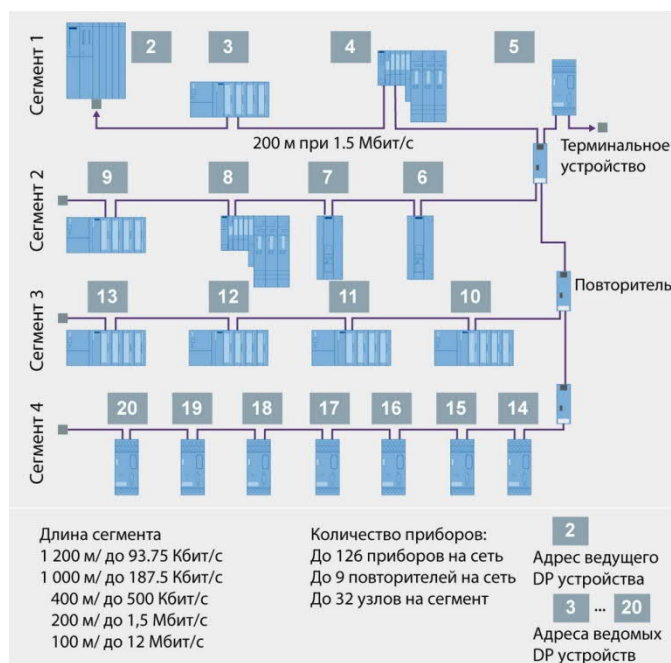 Сегмент 1
2
3
4
5
200 м при 1.5 Мбит/с
Терминальное
устройство
Сегмент 2
9
8
7
6
Повторитель
Сегмент 3
13
12
11
10
Сегмент 4
20
19
18
17
16
15
14
Длина сегмента
1 200 м/ до 93.75 Кбит/с
1 000 м/ до 187.5 Кбит/с
400 м/ до 500 Кбит/с
200 м/ до 1,5 Мбит/с
100 м/ до 12 Мбит/с
Количество приборов:
До 126 приборов на сеть
До 9 повторителей на сеть
До 32 узлов на сегмент
2
Адрес ведущего
DP устройства
3 ... 20
Адреса ведомых
DP устройств